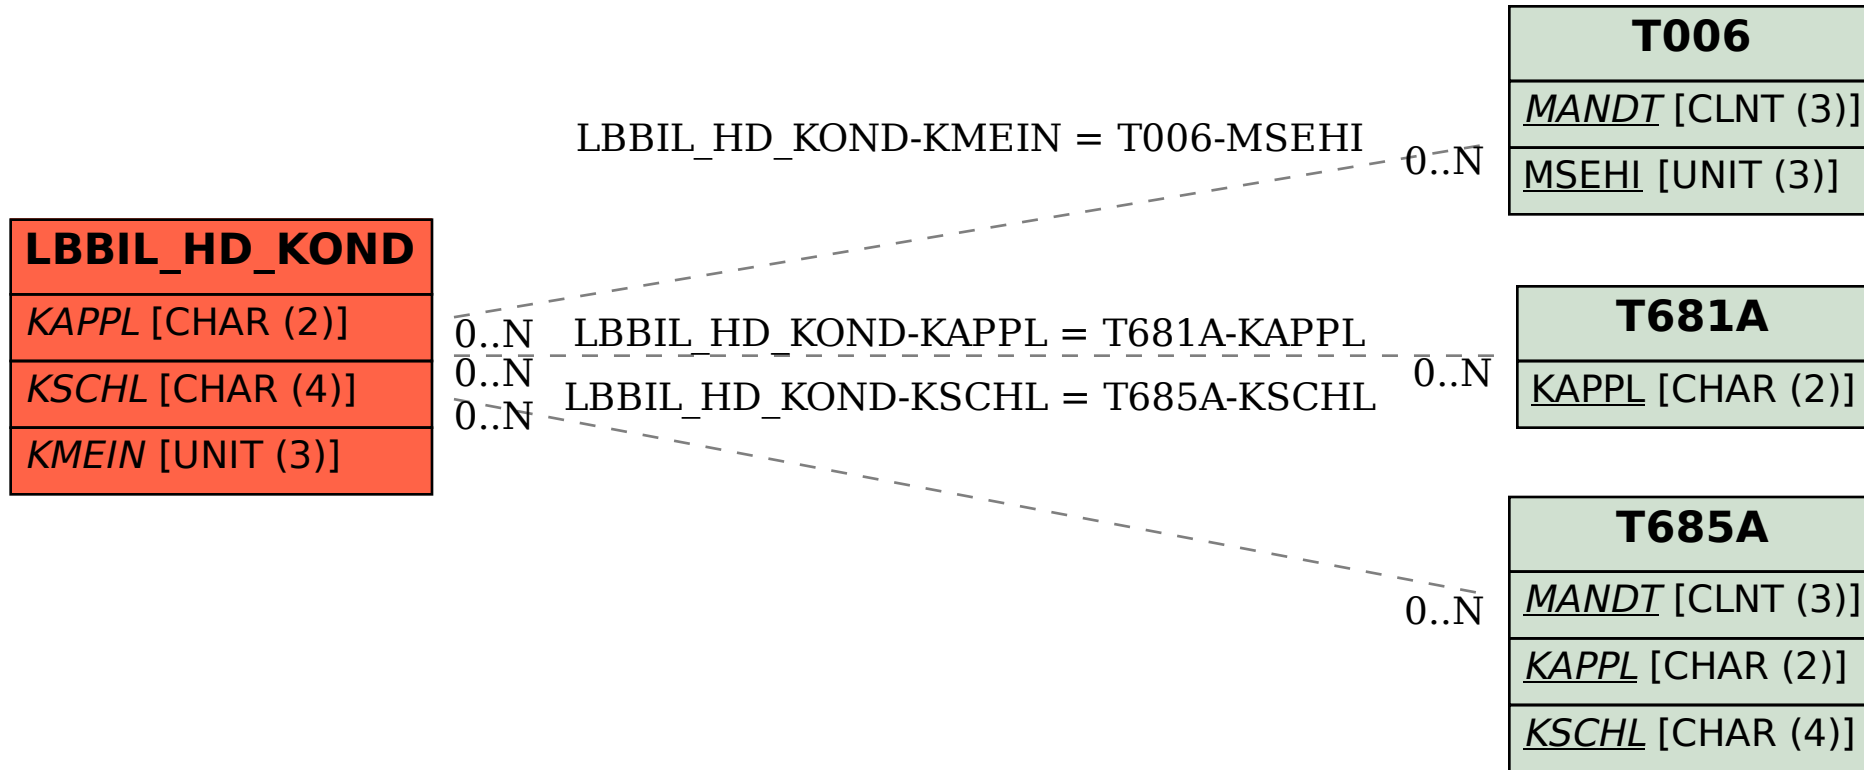 LBBIL_HD_KOND
KAPPL [CHAR (2)]
KSCHL [CHAR (4)]
KMEIN [UNIT (3)]
LBBIL_HD_KOND-KMEIN = T006-MSEHI
0..N
0..N
LBBIL_HD_KOND-KAPPL = T681A-KAPPL
0..N
0..N
LBBIL_HD_KOND-KSCHL = T685A-KSCHL
0..N
0..N
T006
MANDT [CLNT (3)]
MSEHI [UNIT (3)]
T681A
KAPPL [CHAR (2)]
T685A
MANDT [CLNT (3)]
KAPPL [CHAR (2)]
KSCHL [CHAR (4)]